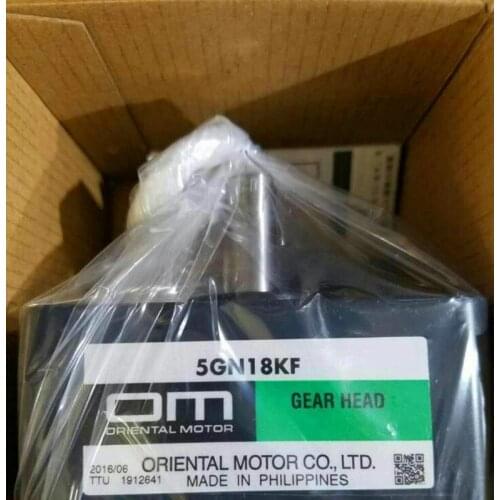 5GN18KF
om
ORIENTAL MOTOR
GEAR HEAD
2016/06
TTU 1912641
ORIENTAL MOTOR CO., LTD.
MADE IN PHILIPPINES